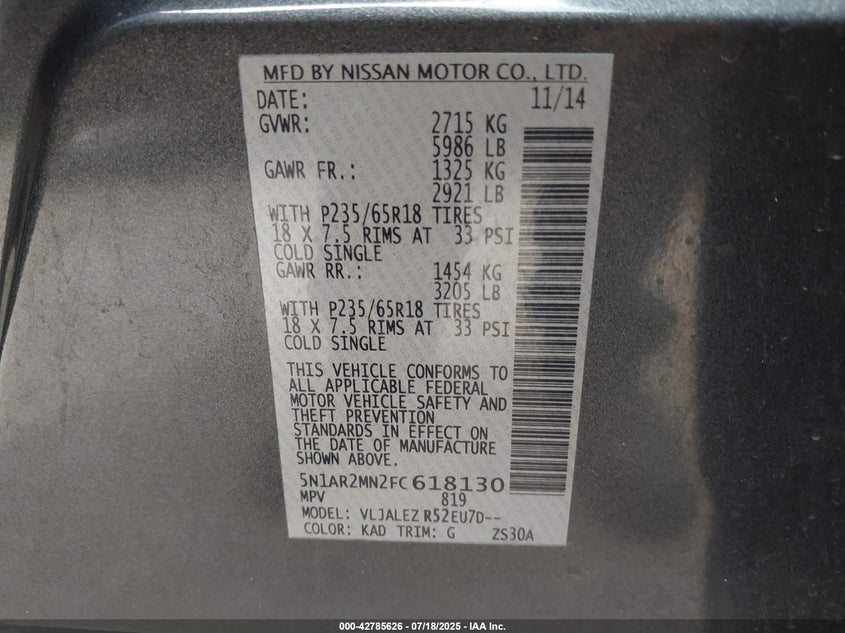 MFD BY NISSAN MOTOR CO., LTD.
DATE: 11/14
GVWR: 2715 KG
5986 LB
GAWR FR.: 1325 KG
2921 LB
WITH P235/65R18 TIRES
18 X 7.5 RIMS AT 33 PSI
COLD SINGLE
GAWR RR.: 1454 KG
3205 LB
WITH P235/65R18 TIRES
18 X 7.5 RIMS AT 33 PSI
COLD SINGLE
THIS VEHICLE CONFORMS TO
ALL APPLICABLE FEDERAL
MOTOR VEHICLE SAFETY AND
THEFT PREVENTION
STANDARDS IN EFFECT ON
THE DATE OF MANUFACTURE
SHOWN ABOVE.
5N1AR2MN2FC618130
MPV 819
MODEL: VLJALEZ R52EU7D--
COLOR: KAD TRIM: G ZS30A
000-42785626 - 07/18/2025 - IAA Inc.